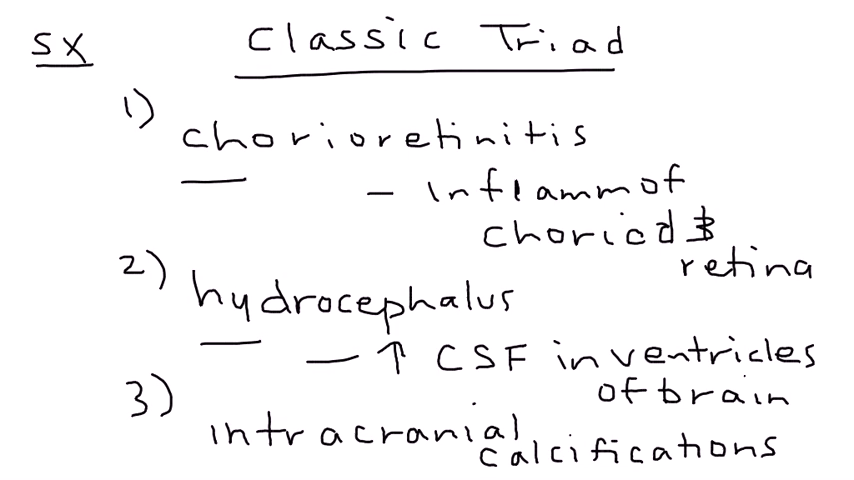 SX Classic Triad
1) chorioretinitis
- Inflamm of
choricd &
retina
2) hydrocephalus
- ↑ CSF in ventricles
of brain
3) intracranial
calcifications